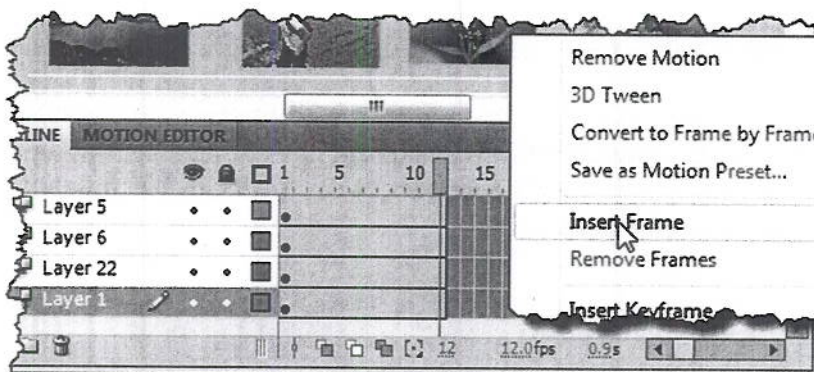 Remove Motion
3D Tween
Convert to Frame by Frame
Save as Motion Preset...
LINE MOTION EDITOR
1 5 10 15
Layer 5
Insert Frame
Layer 6
Remove Frames
Layer 22
Layer 1
Insert Keyframe
12 12.0fps 0.9s